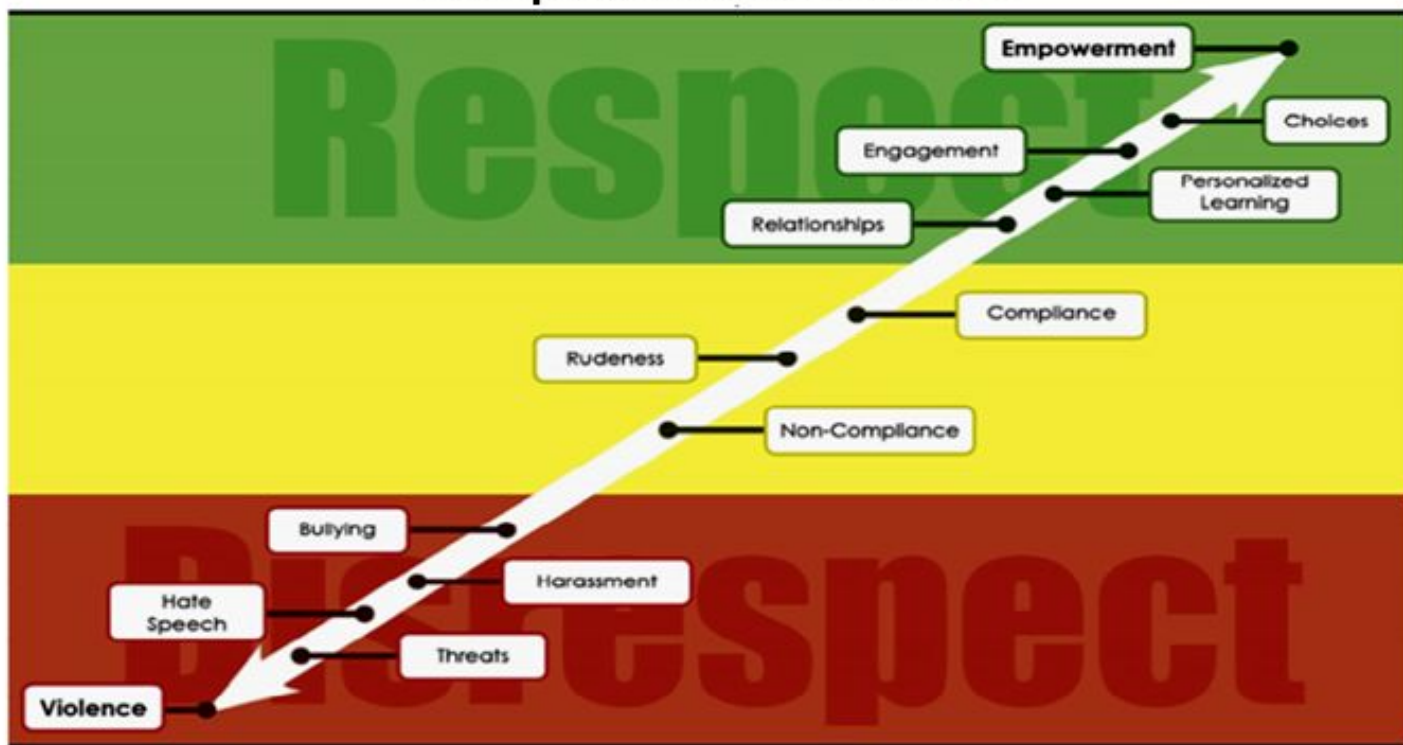 Respect
Empowerment
Choices
Engagement
Personalized
Learning
Relationships
Compliance
Rudeness
Non-Compliance
Disrespect
Bullying
Harassment
Hate
Speech
Threats
Violence